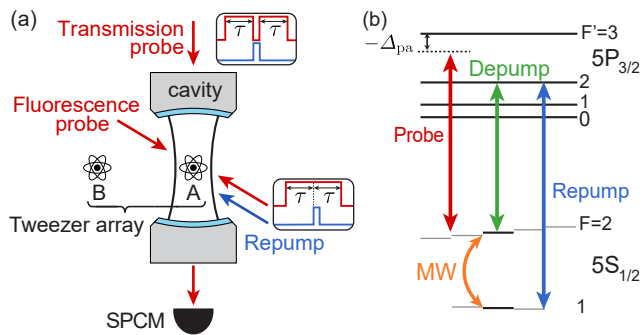 (a)
Transmission
probe
τ τ
cavity
Fluorescence
probe
B
A
Tweezer array
τ τ
Repump
SPCM
(b)
F'=3
−Δpa
5P3/2
Depump
2
1
0
Probe
Repump
F=2
MW
5S1/2
1